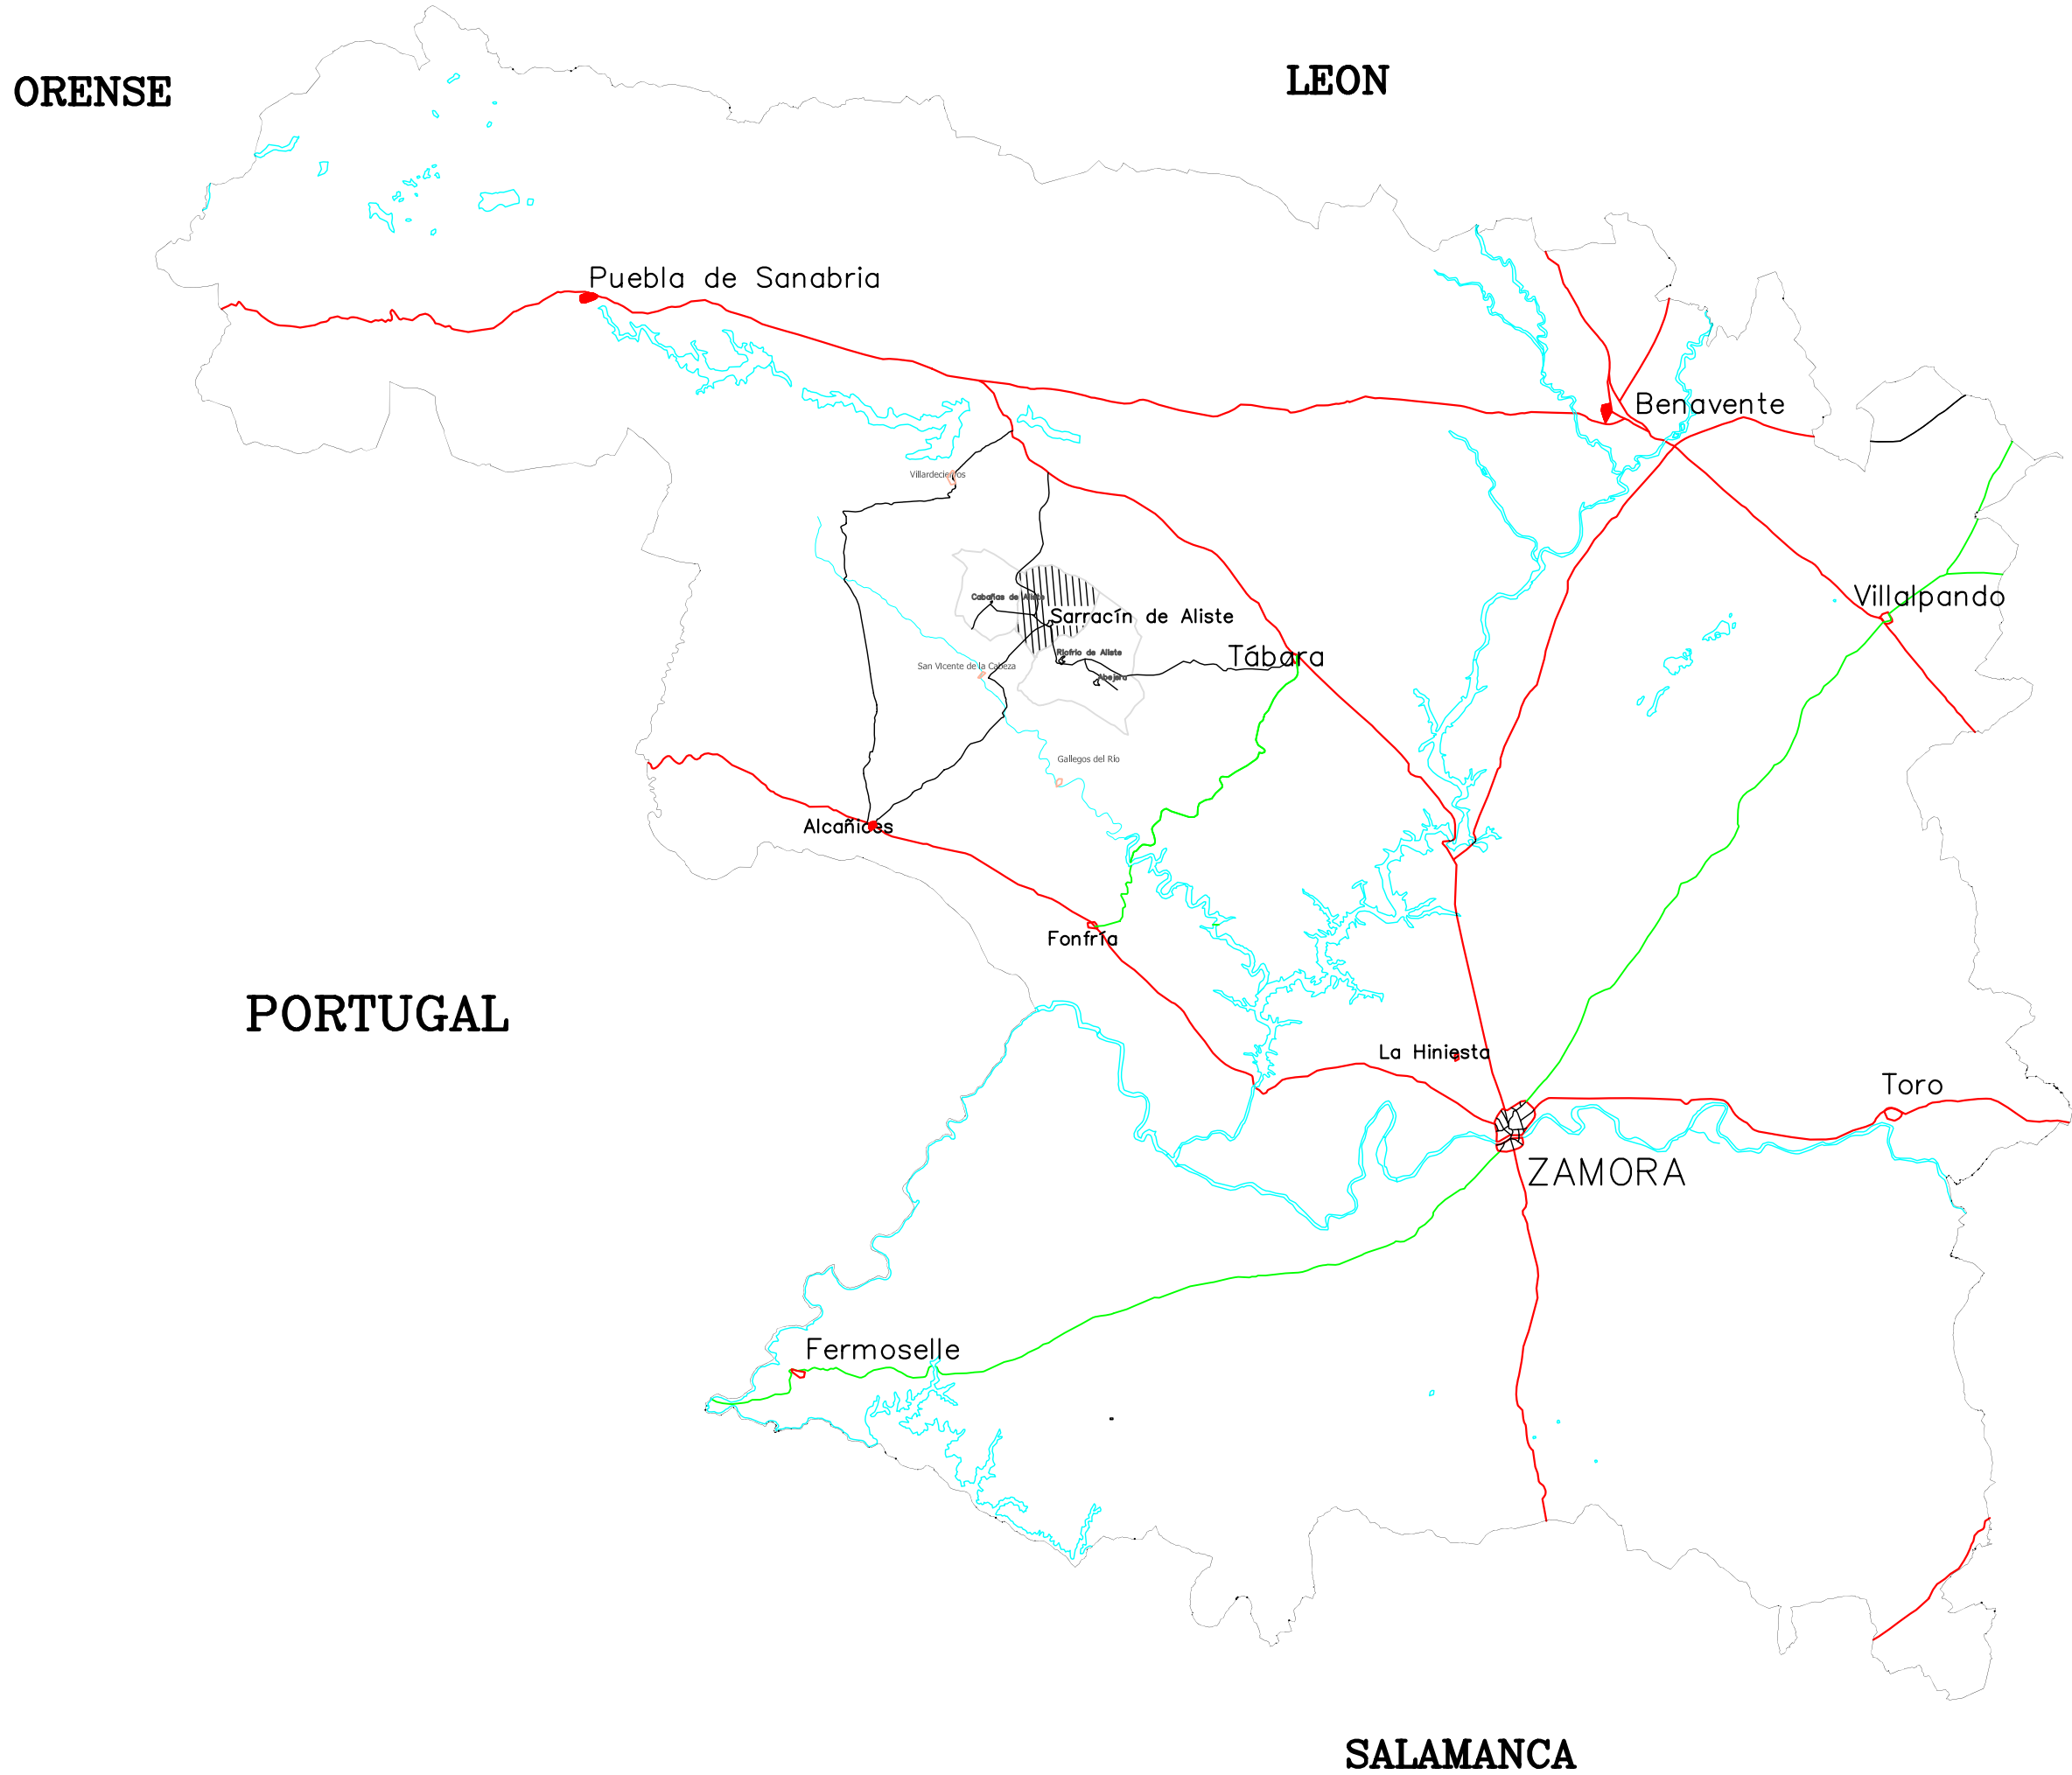 LEON
ORENSE
Puebla de Sanabria
Benavente
Villardeciervos
Cabañas de Aliste
Villalpando
Sarracín de Aliste
Riofrio de Aliste
Tábara
San Vicente de la Cabeza
Abejera
Gallegos del Río
Alcañices
Fonfría
PORTUGAL
La Hiniesta
Toro
ZAMORA
Fermoselle
SALAMANCA